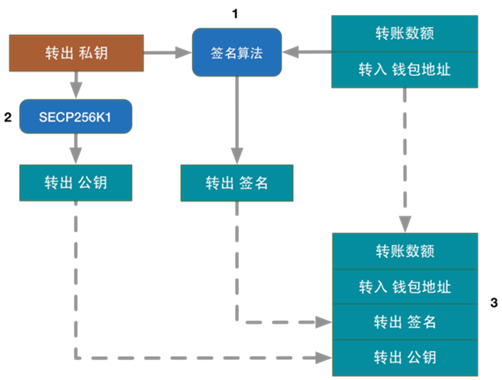 1
转出 私钥
签名算法
转账数额
转入 钱包地址
2
SECP256K1
转出 公钥
转出 签名
转账数额
转入 钱包地址
转出 签名
转出 公钥
3